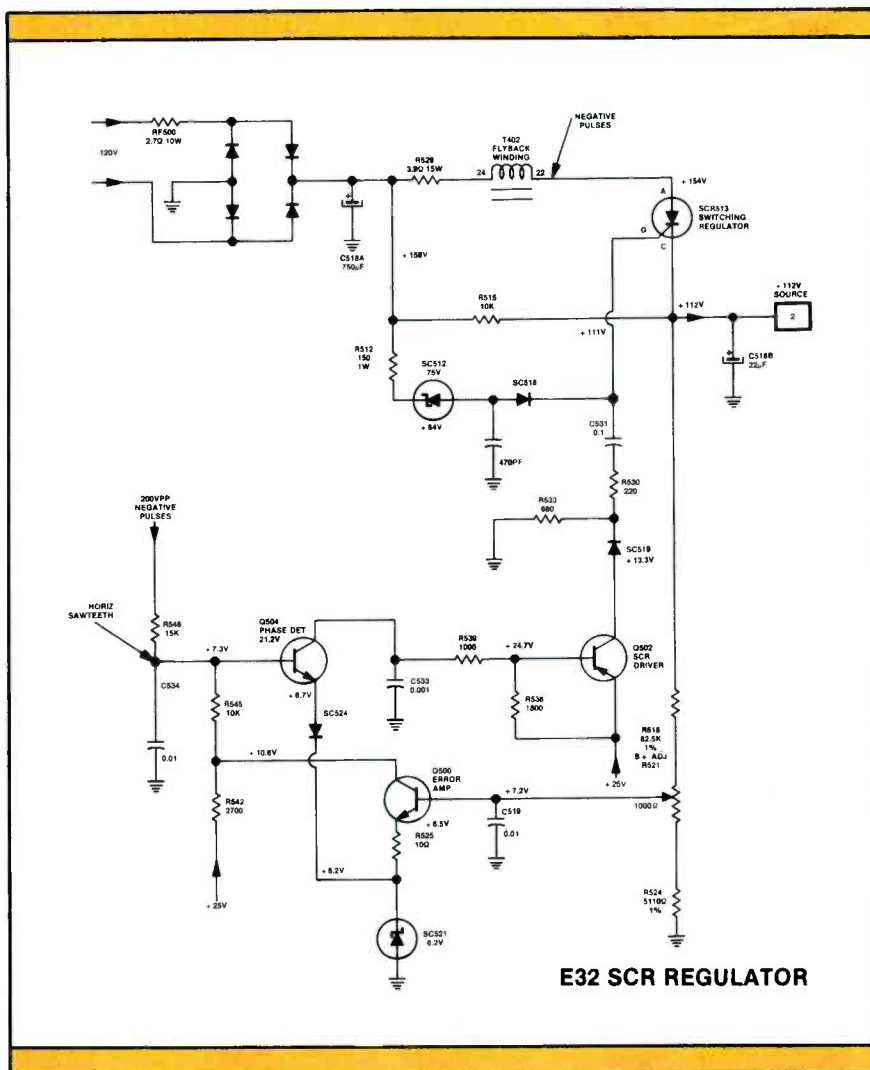 RF500
2.7Ω 10W
120V
C518A
750µF
R529
3.9Ω 15W
T402
FLYBACK
WINDING
24
22
NEGATIVE
PULSES
+ 154V
A
G
C
SCR513
SWITCHING
REGULATOR
+ 158V
R515
10K
+ 112V
+ 111V
+ 112V
SOURCE
2
C516B
22µF
R512
150
1W
SC512
75V
+ 84V
SC518
470PF
C531
0.1
R530
220
R533
680
SC519
+ 13.3V
200VPP
NEGATIVE
PULSES
HORIZ
SAWTEETH
R546
15K
+ 7.3V
Q504
PHASE DET
21.2V
+ 6.7V
C534
0.01
R545
10K
SC524
C533
0.001
R539
1000
+ 24.7V
R536
1800
Q502
SCR
DRIVER
+ 25V
R518
82.5K
1%
B + ADJ
R521
1000Ω
+ 10.6V
R542
2700
+ 25V
Q500
ERROR
AMP
+ 7.2V
C519
0.01
+ 6.5V
R525
10Ω
+ 6.2V
SC521
6.2V
R524
5110Ω
1%
E32 SCR REGULATOR